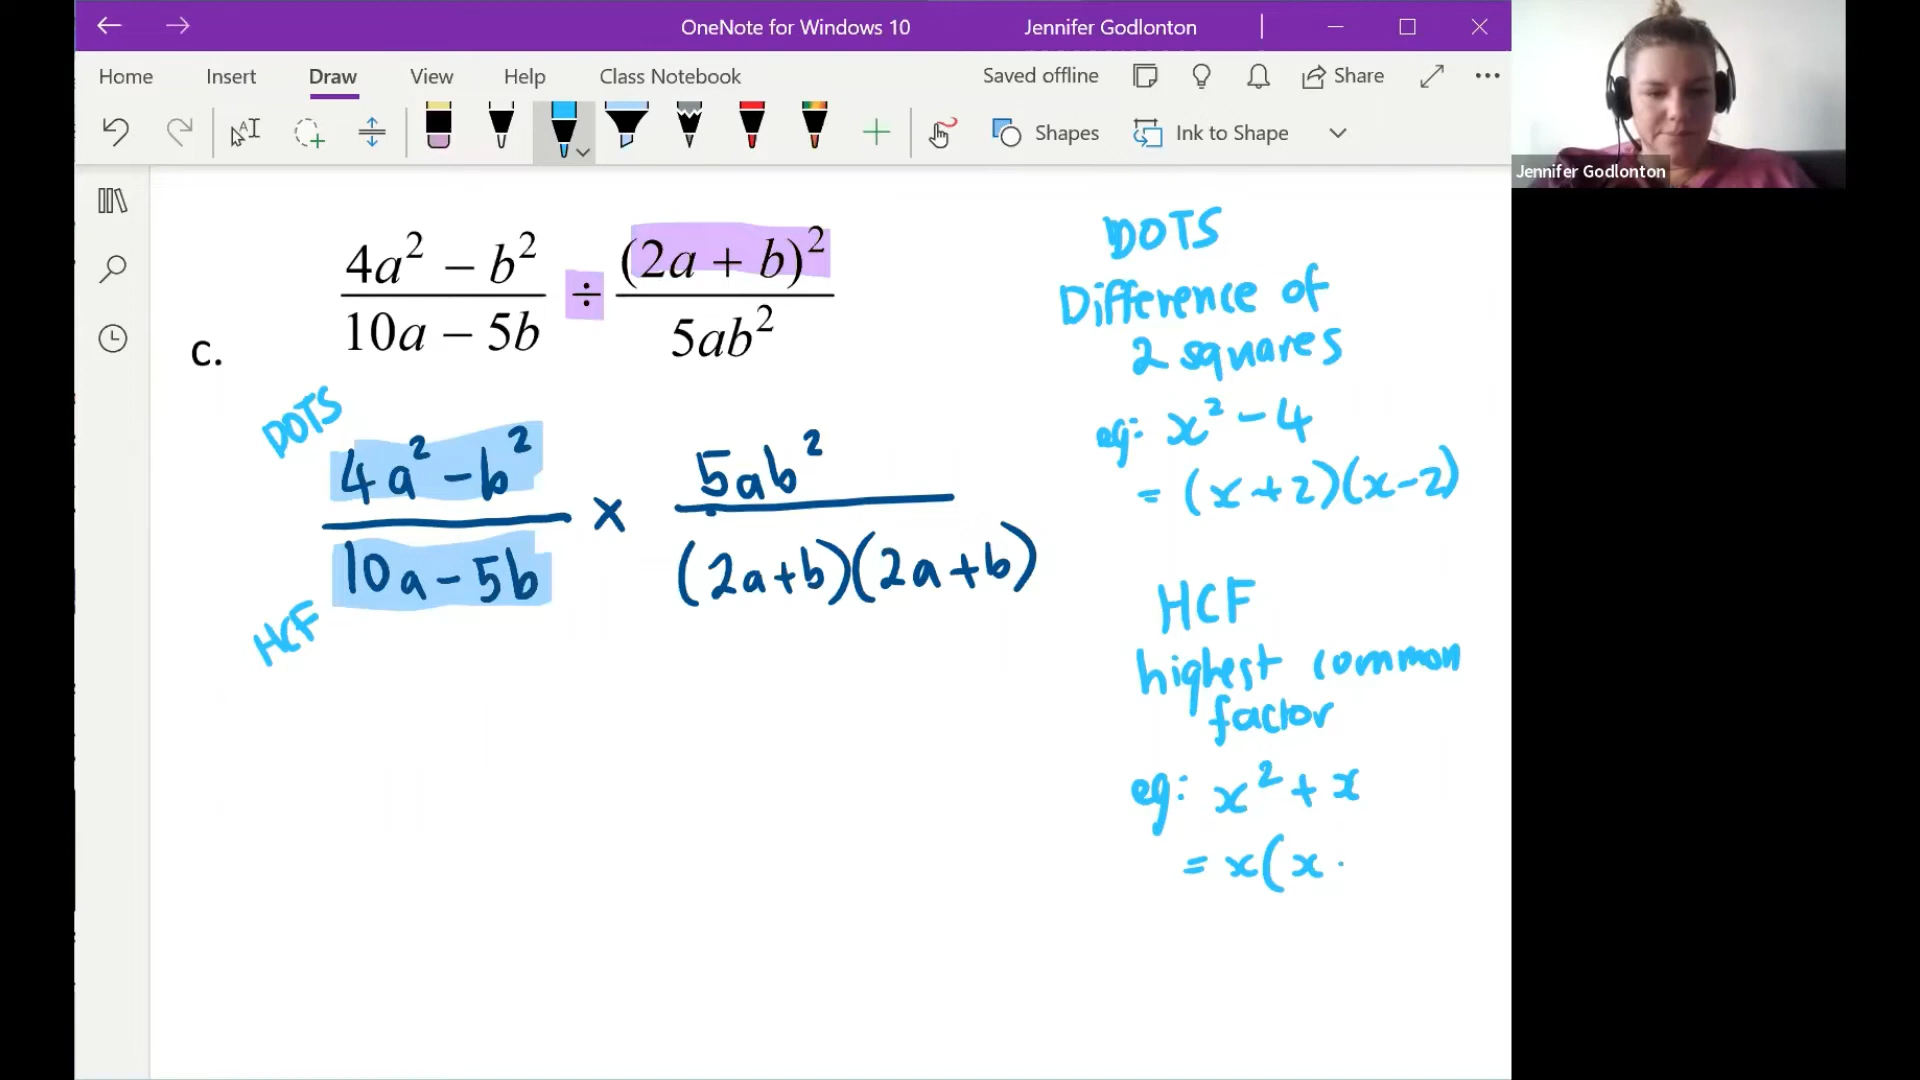 OneNote for Windows 10
Jennifer Godlonton
Home Insert Draw View Help Class Notebook
Saved offline Share
Shapes Ink to Shape
Jennifer Godlonton
c.
4a² − b² / 10a − 5b ÷ (2a + b)² / 5ab²
DOTS
4a² − b² / 10a − 5b × 5ab² / (2a+b)(2a+b)
HCF
DOTS
Difference of
2 squares
eg: x² − 4
= (x+2)(x−2)
HCF
highest common
factor
eg: x² + x
= x(x